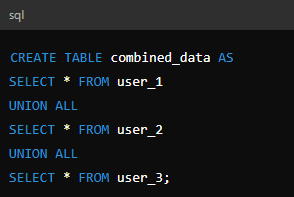 sql
CREATE TABLE combined_data AS
SELECT * FROM user_1
UNION ALL
SELECT * FROM user_2
UNION ALL
SELECT * FROM user_3;